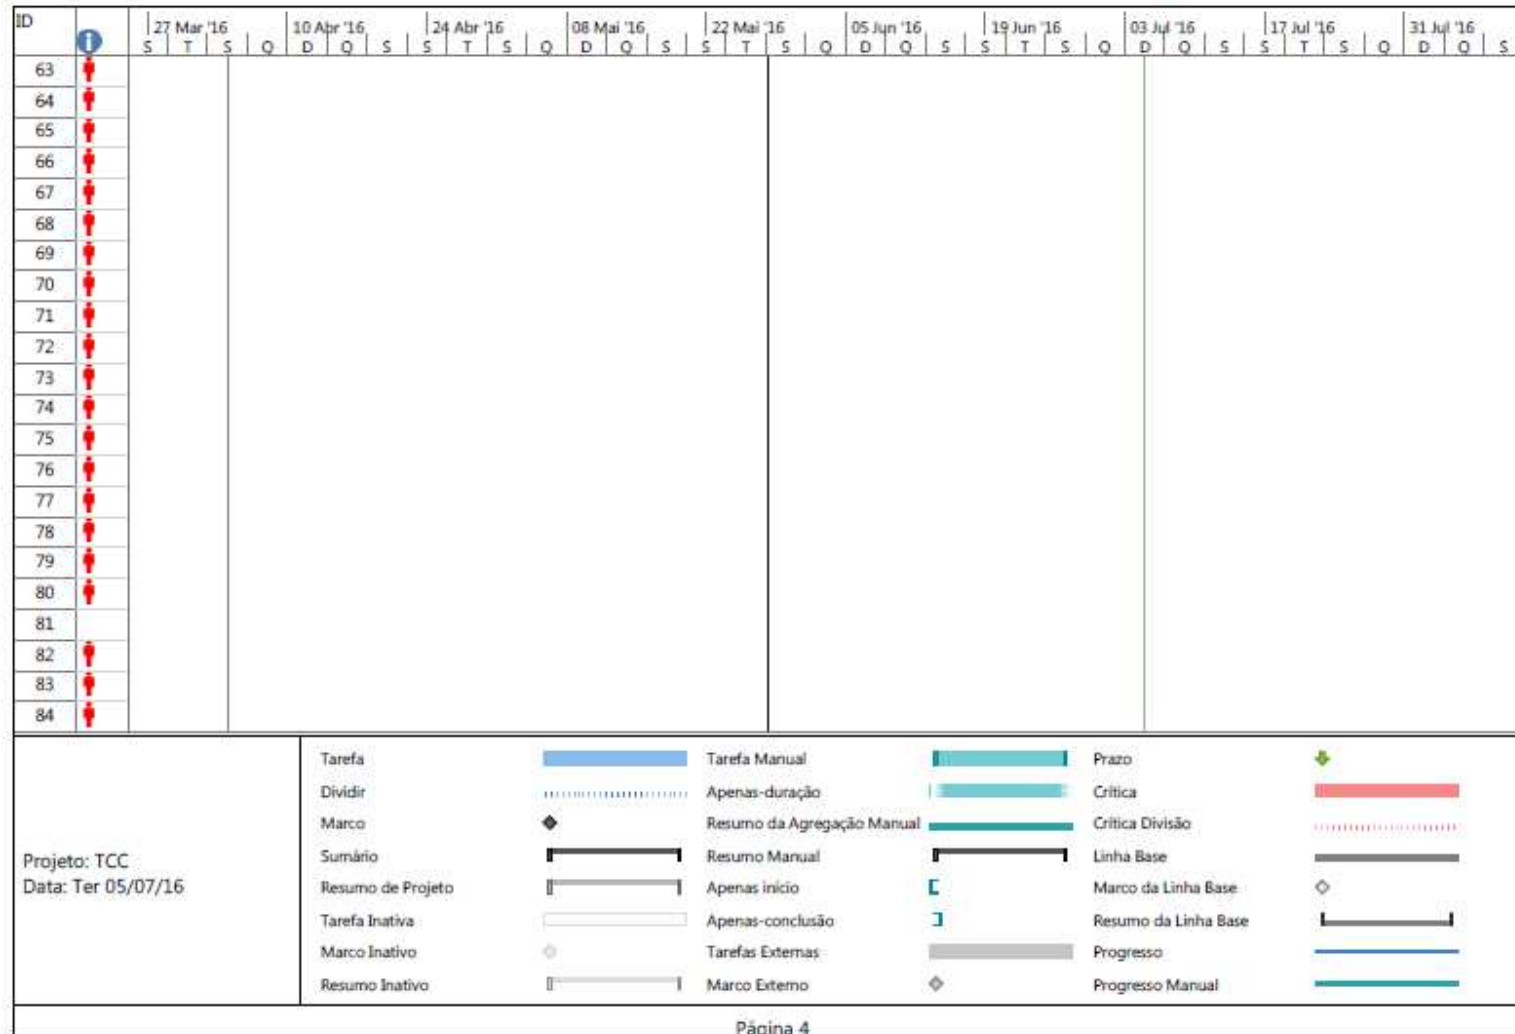 ID
27 Mar '16 10 Abr '16 24 Abr '16 08 Mai '16 22 Mai '16 05 Jun '16 19 Jun '16 03 Jul '16 17 Jul '16 31 Jul '16
S T S Q D Q S S T S Q D Q S S T S Q D Q S S T S Q D Q S S T S Q D Q S
63
64
65
66
67
68
69
70
71
72
73
74
75
76
77
78
79
80
81
82
83
84
Projeto: TCC
Data: Ter 05/07/16
Tarefa
Dividir
Marco
Sumário
Resumo de Projeto
Tarefa Inativa
Marco Inativo
Resumo Inativo
Tarefa Manual
Apenas-duração
Resumo da Agregação Manual
Resumo Manual
Apenas início
Apenas-conclusão
Tarefas Externas
Marco Externo
Prazo
Crítica
Crítica Divisão
Linha Base
Marco da Linha Base
Resumo da Linha Base
Progresso
Progresso Manual
Página 4